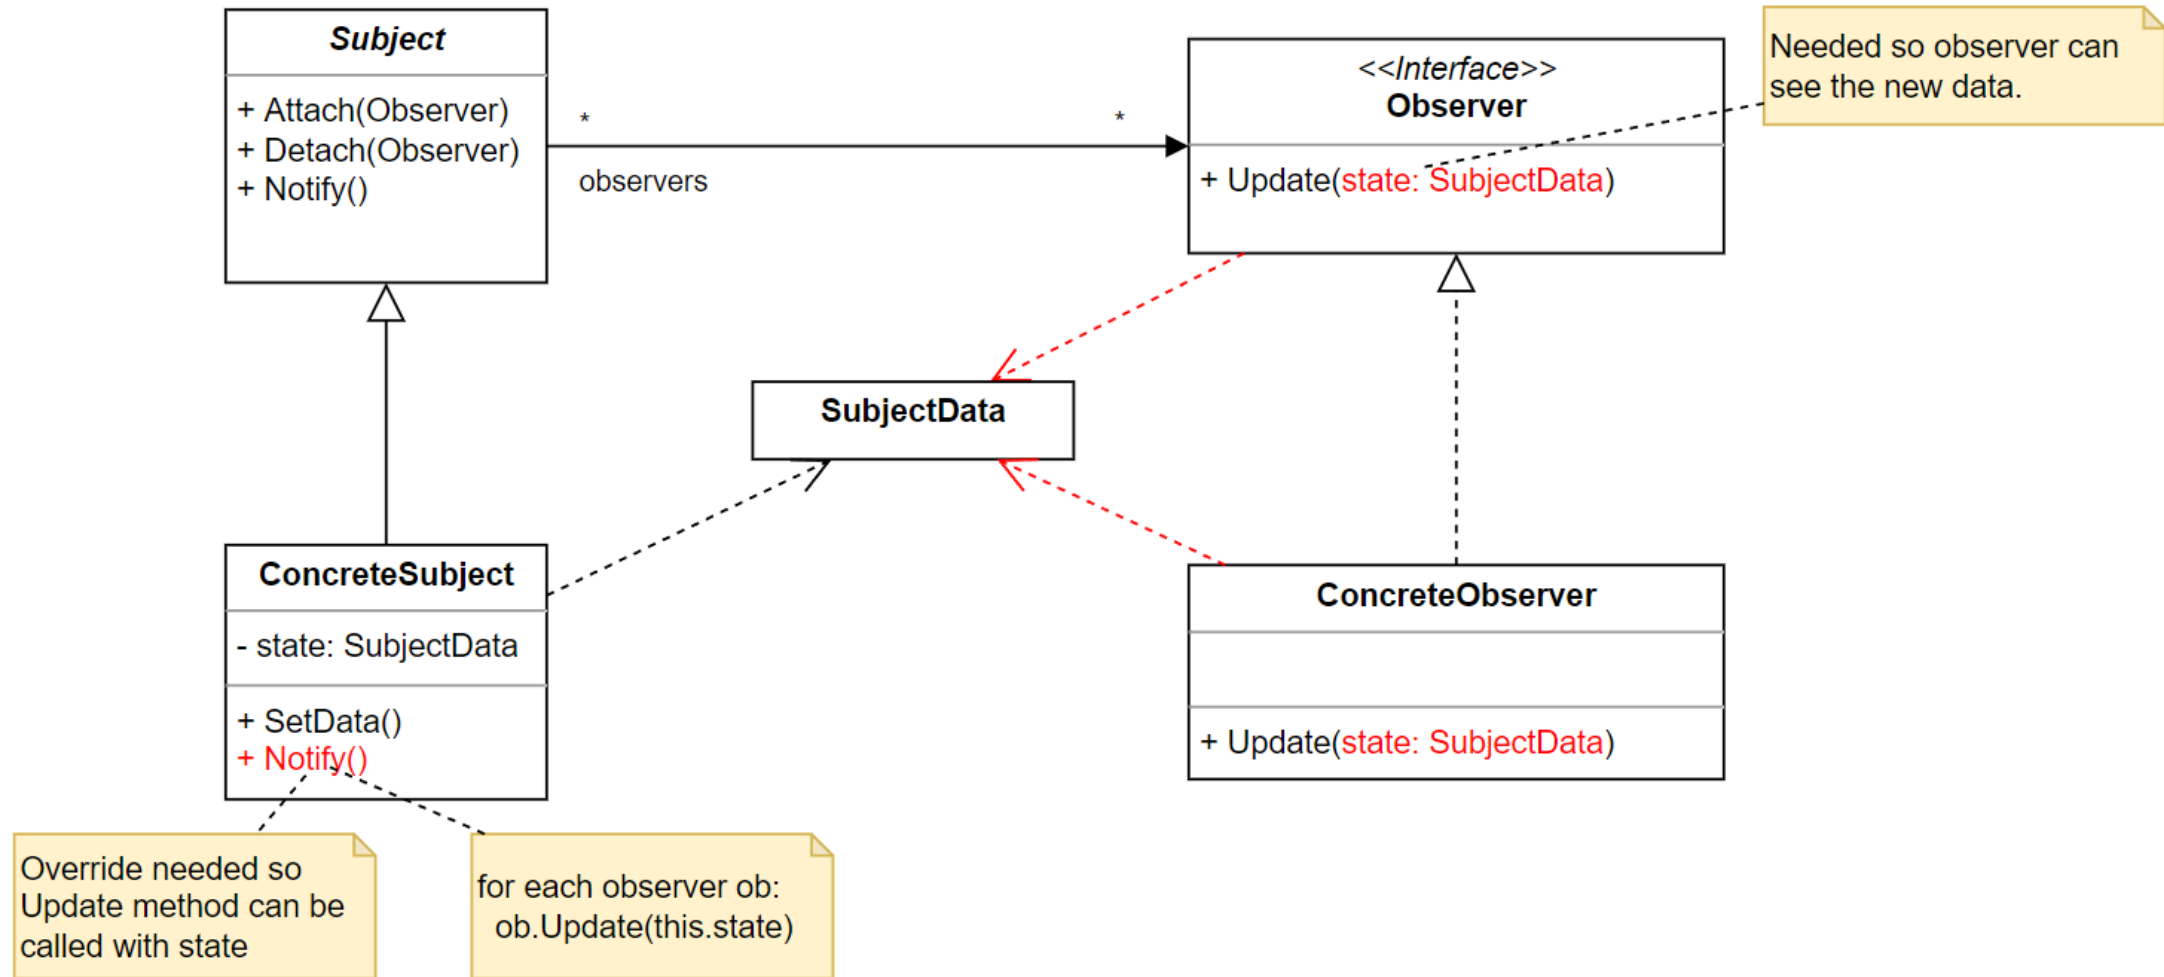 Subject
+ Attach(Observer)
+ Detach(Observer)
+ Notify()
*
*
observers
<<Interface>>
Observer
+ Update(state: SubjectData)
Needed so observer can
see the new data.
SubjectData
ConcreteSubject
- state: SubjectData
+ SetData()
+ Notify()
ConcreteObserver
+ Update(state: SubjectData)
Override needed so
Update method can be
called with state
for each observer ob:
ob.Update(this.state)